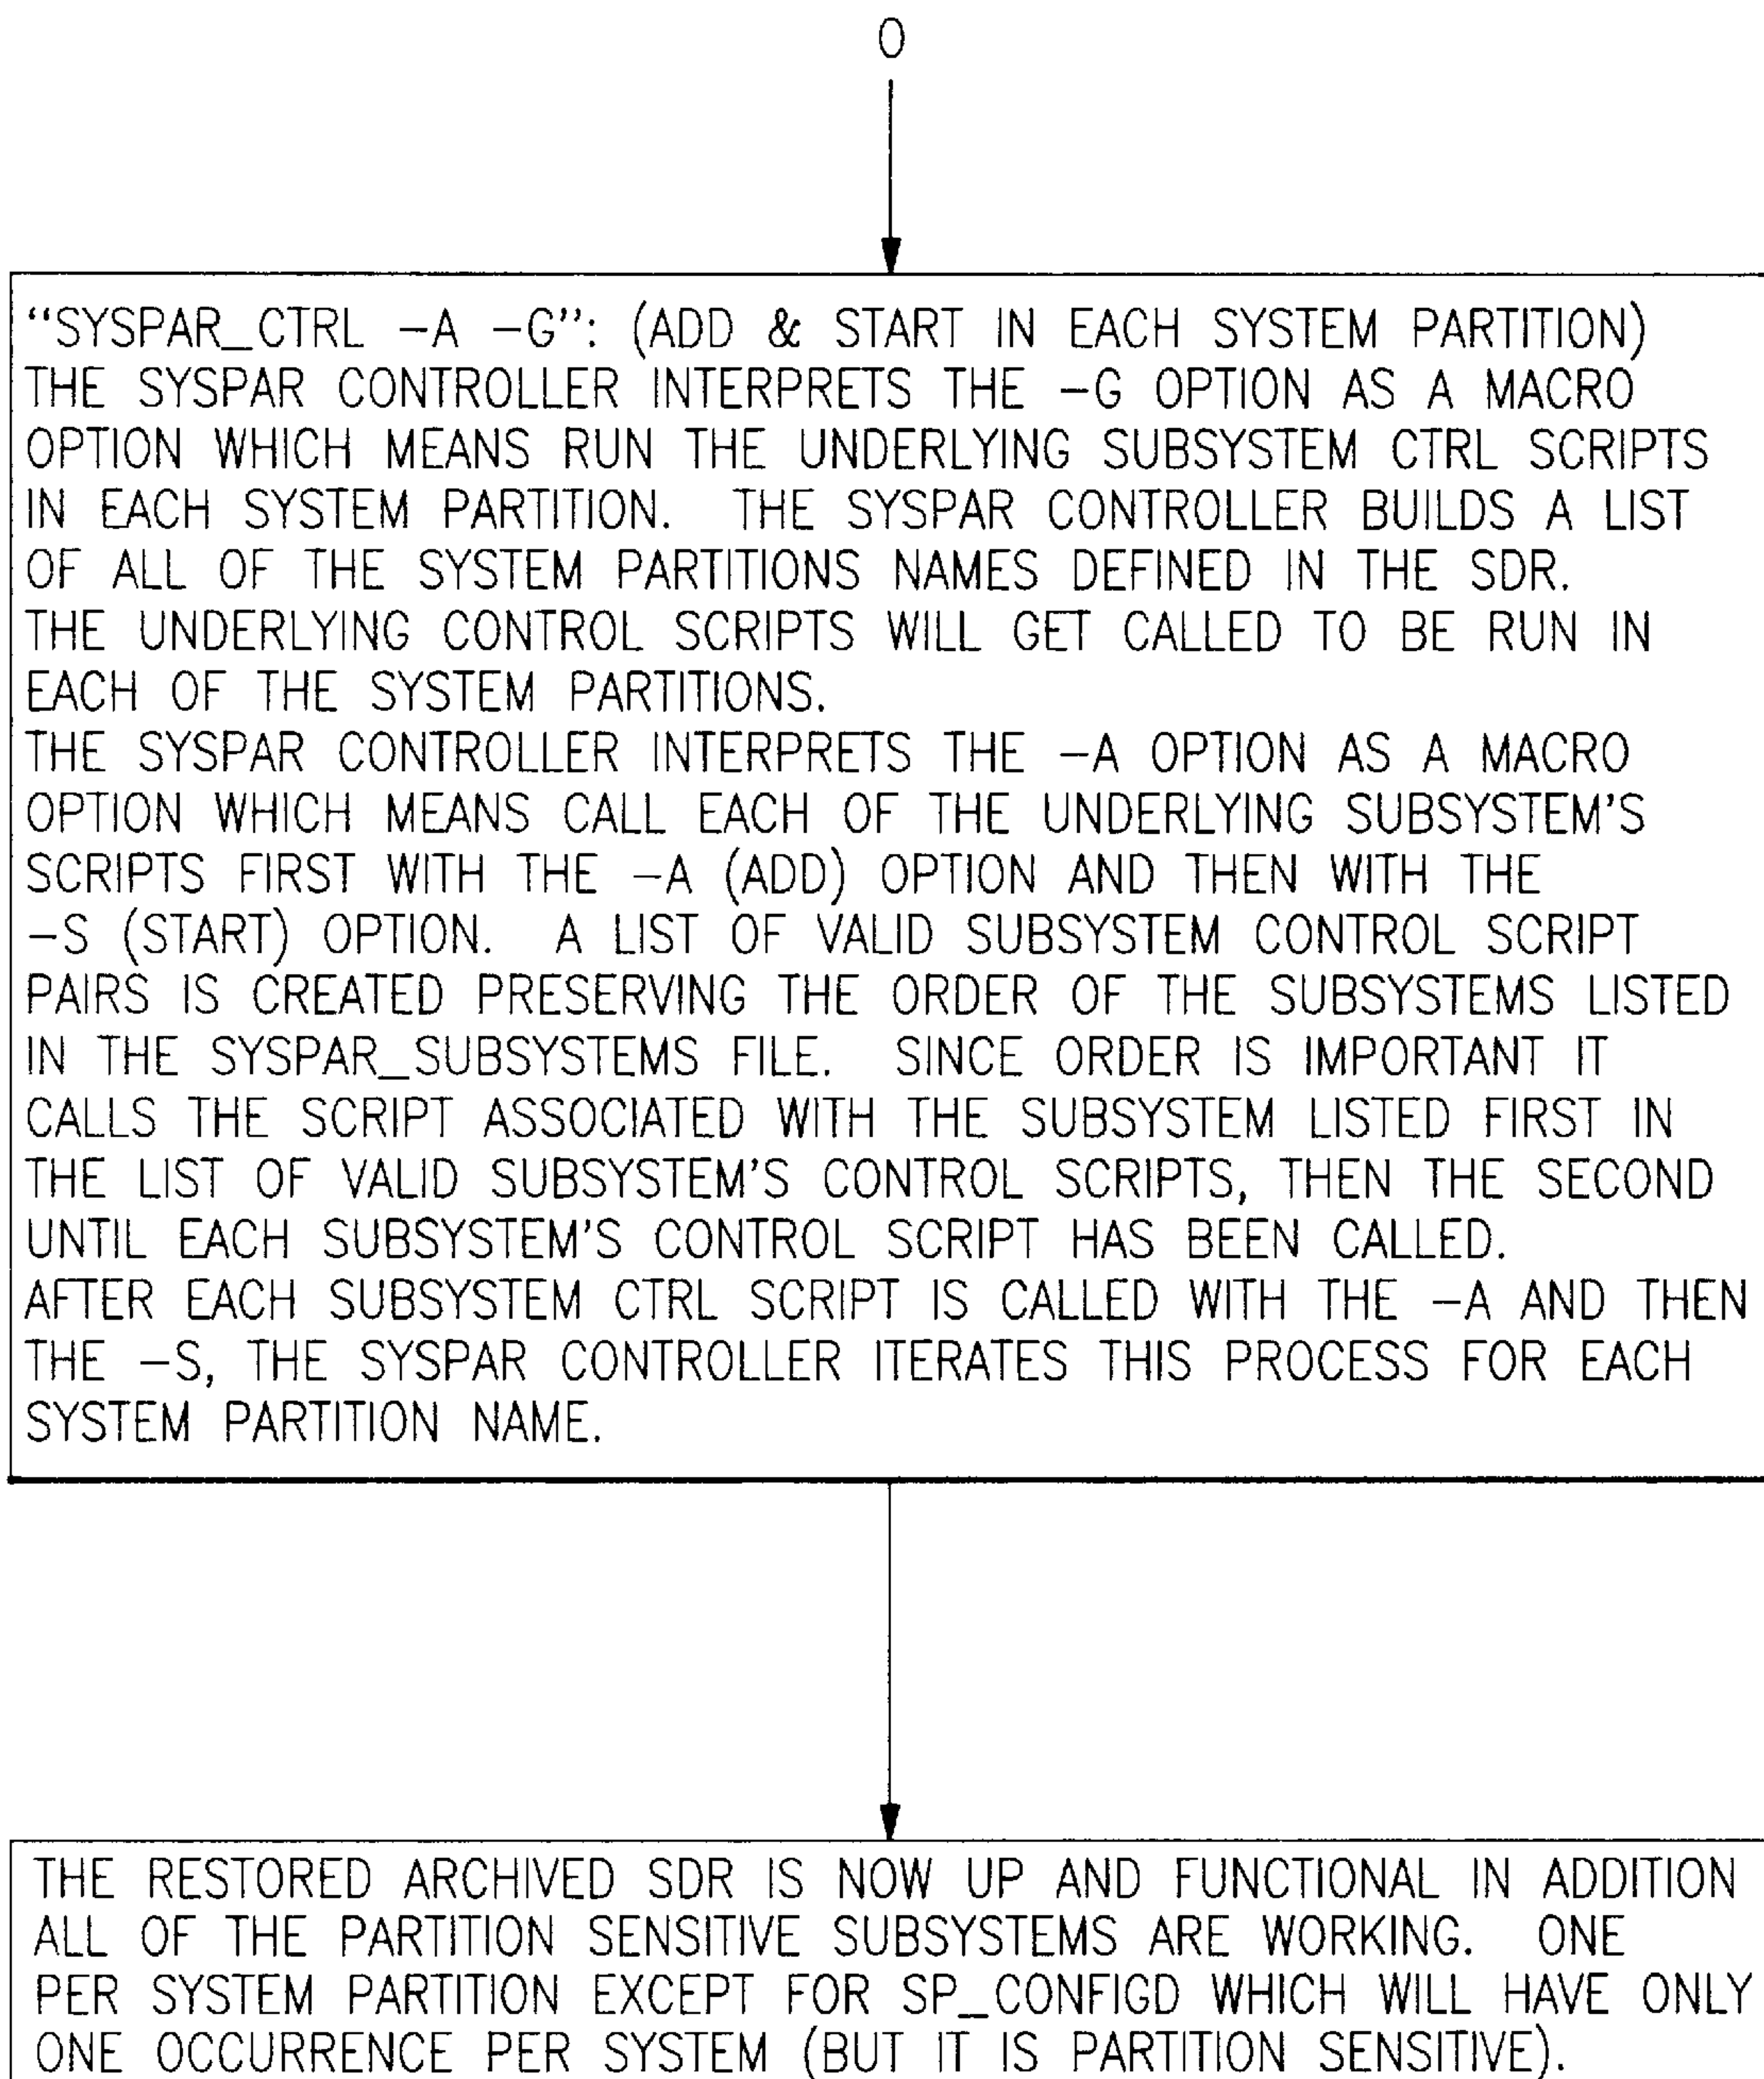 O
“SYSPAR_CTRL –A –G”: (ADD & START IN EACH SYSTEM PARTITION)
THE SYSPAR CONTROLLER INTERPRETS THE –G OPTION AS A MACRO
OPTION WHICH MEANS RUN THE UNDERLYING SUBSYSTEM CTRL SCRIPTS
IN EACH SYSTEM PARTITION. THE SYSPAR CONTROLLER BUILDS A LIST
OF ALL OF THE SYSTEM PARTITIONS NAMES DEFINED IN THE SDR.
THE UNDERLYING CONTROL SCRIPTS WILL GET CALLED TO BE RUN IN
EACH OF THE SYSTEM PARTITIONS.
THE SYSPAR CONTROLLER INTERPRETS THE –A OPTION AS A MACRO
OPTION WHICH MEANS CALL EACH OF THE UNDERLYING SUBSYSTEM'S
SCRIPTS FIRST WITH THE –A (ADD) OPTION AND THEN WITH THE
–S (START) OPTION. A LIST OF VALID SUBSYSTEM CONTROL SCRIPT
PAIRS IS CREATED PRESERVING THE ORDER OF THE SUBSYSTEMS LISTED
IN THE SYSPAR_SUBSYSTEMS FILE. SINCE ORDER IS IMPORTANT IT
CALLS THE SCRIPT ASSOCIATED WITH THE SUBSYSTEM LISTED FIRST IN
THE LIST OF VALID SUBSYSTEM'S CONTROL SCRIPTS, THEN THE SECOND
UNTIL EACH SUBSYSTEM'S CONTROL SCRIPT HAS BEEN CALLED.
AFTER EACH SUBSYSTEM CTRL SCRIPT IS CALLED WITH THE –A AND THEN
THE –S, THE SYSPAR CONTROLLER ITERATES THIS PROCESS FOR EACH
SYSTEM PARTITION NAME.
THE RESTORED ARCHIVED SDR IS NOW UP AND FUNCTIONAL IN ADDITION
ALL OF THE PARTITION SENSITIVE SUBSYSTEMS ARE WORKING. ONE
PER SYSTEM PARTITION EXCEPT FOR SP_CONFIGD WHICH WILL HAVE ONLY
ONE OCCURRENCE PER SYSTEM (BUT IT IS PARTITION SENSITIVE).